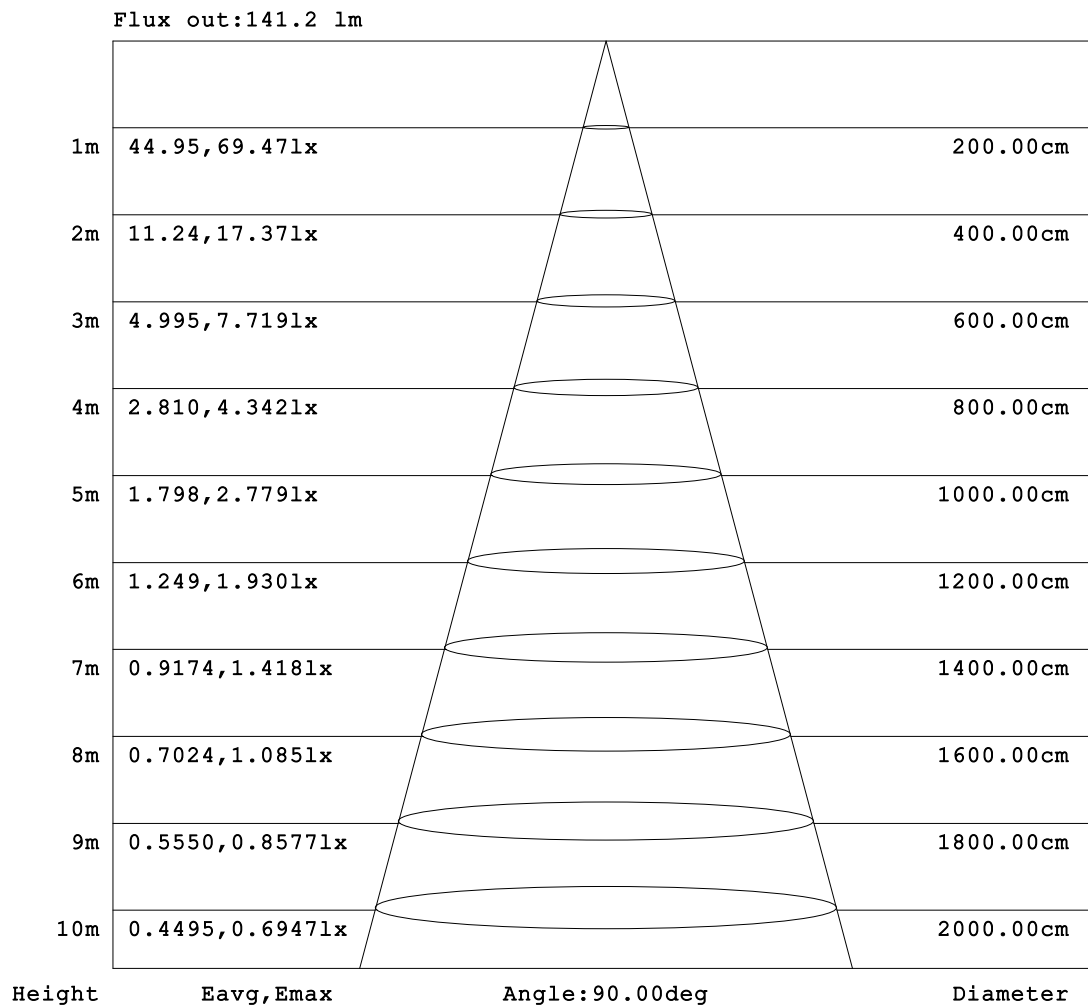 Flux out:141.2 lm
1m 44.95,69.47lx 200.00cm
2m 11.24,17.37lx 400.00cm
3m 4.995,7.719lx 600.00cm
4m 2.810,4.342lx 800.00cm
5m 1.798,2.779lx 1000.00cm
6m 1.249,1.930lx 1200.00cm
7m 0.9174,1.418lx 1400.00cm
8m 0.7024,1.085lx 1600.00cm
9m 0.5550,0.8577lx 1800.00cm
10m 0.4495,0.6947lx 2000.00cm
Height Eavg,Emax Angle:90.00deg Diameter